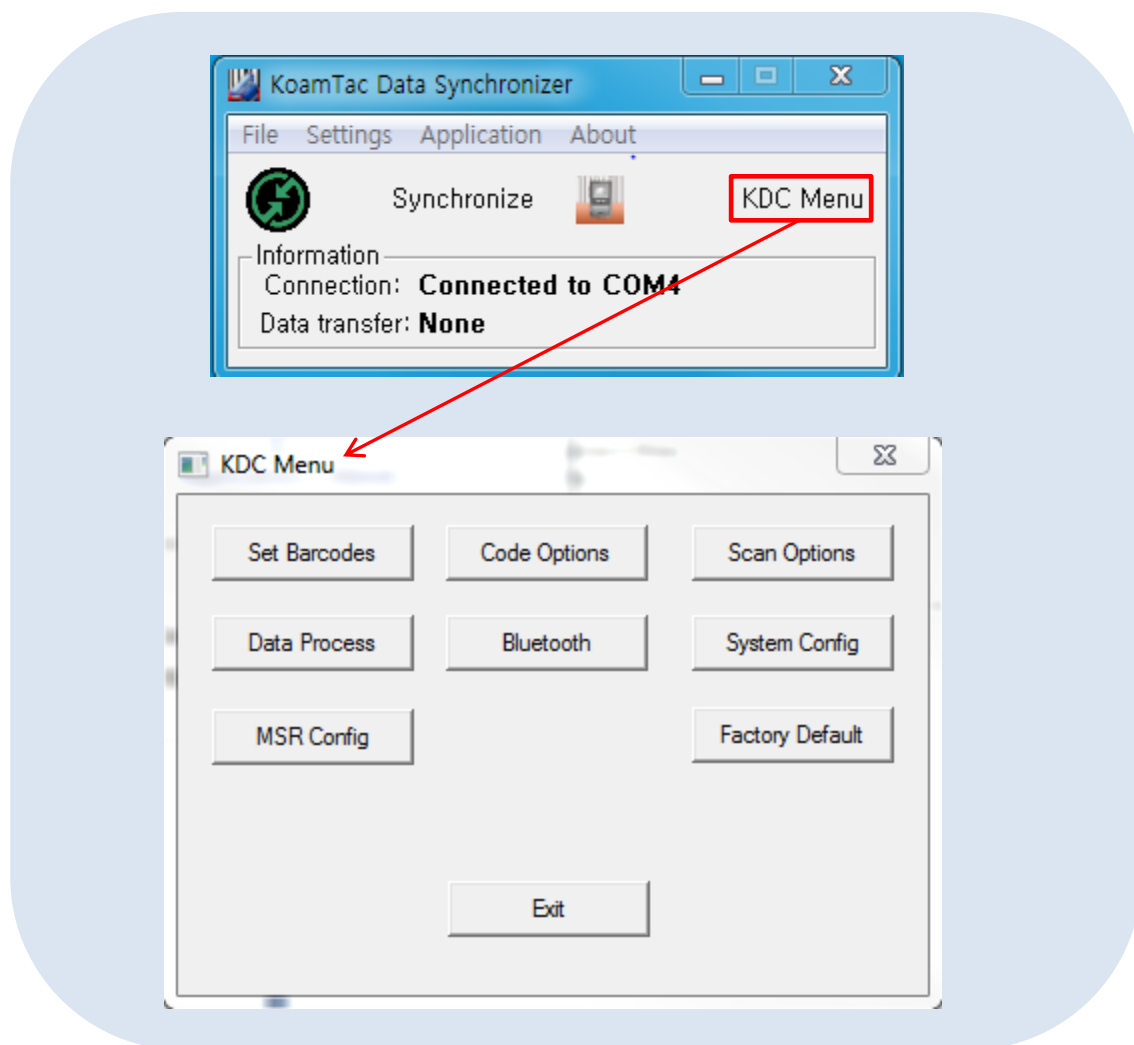 KoamTac Data Synchronizer
File Settings Application About
Synchronize KDC Menu
Information
Connection: Connected to COM4
Data transfer: None
KDC Menu
Set Barcodes Code Options Scan Options
Data Process Bluetooth System Config
MSR Config Factory Default
Exit